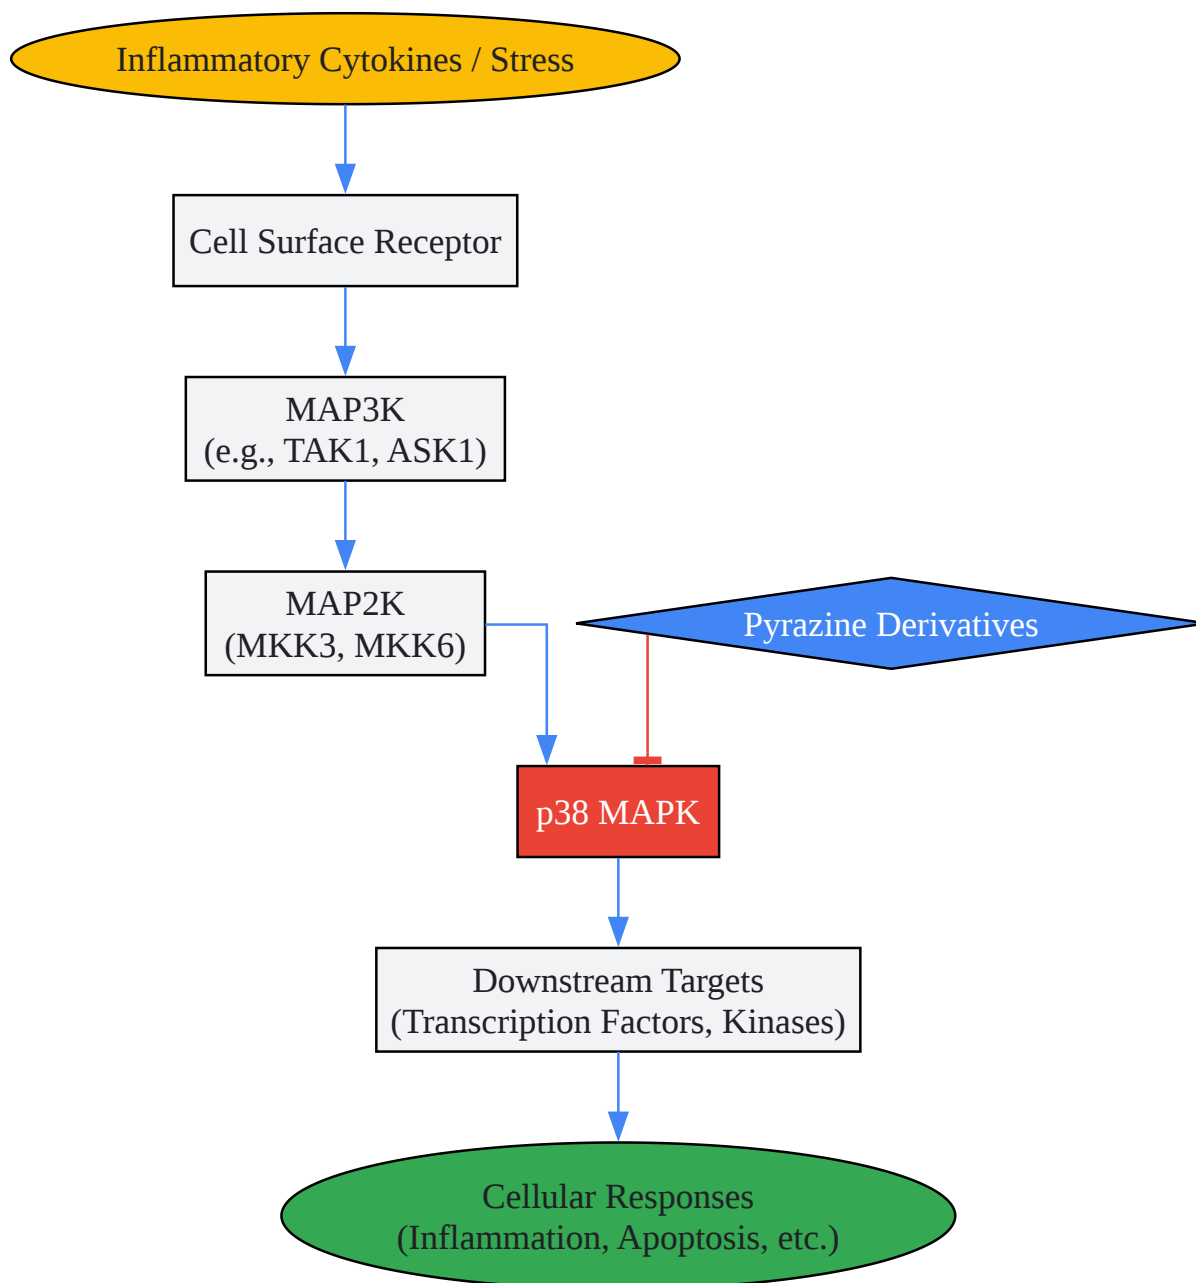 Inflammatory Cytokines / Stress
Cell Surface Receptor
MAP3K
(e.g., TAK1, ASK1)
MAP2K
(MKK3, MKK6)
Pyrazine Derivatives
p38 MAPK
Downstream Targets
(Transcription Factors, Kinases)
Cellular Responses
(Inflammation, Apoptosis, etc.)